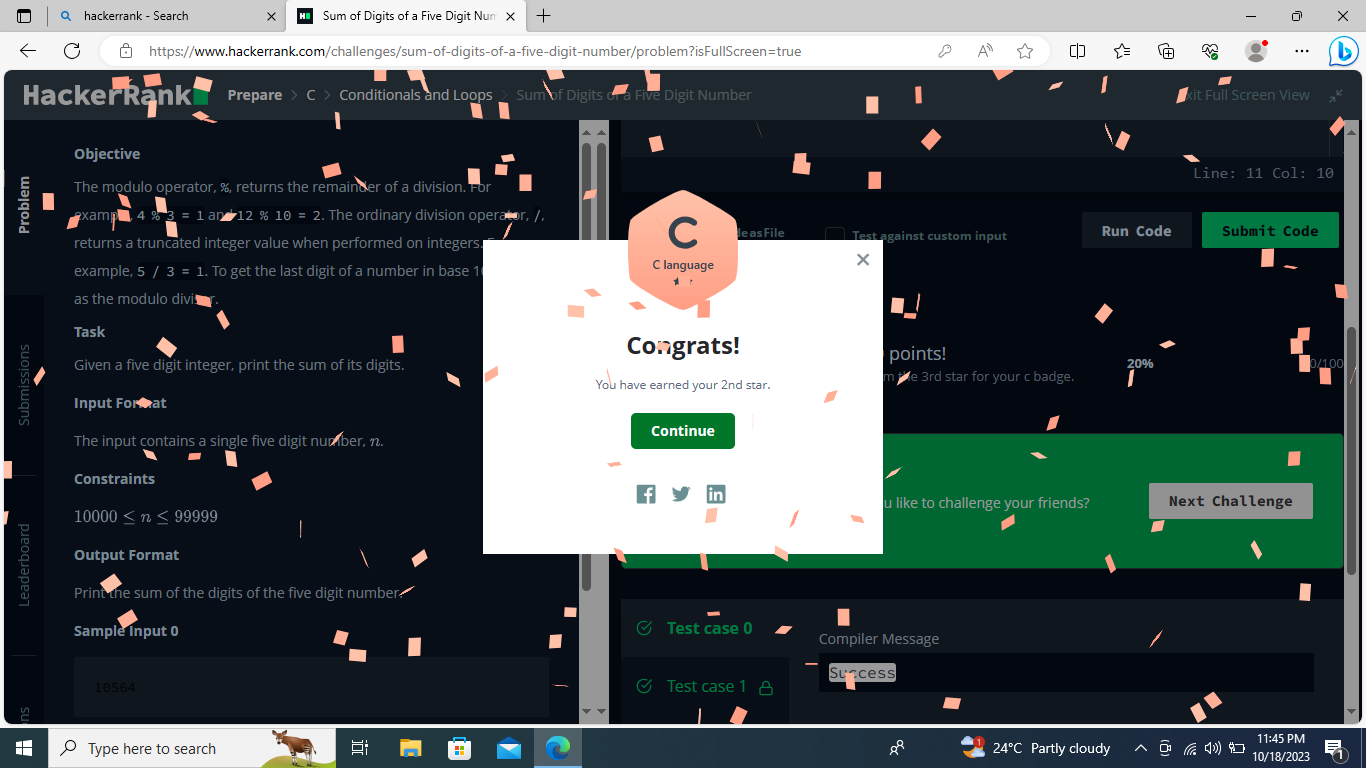 hackerrank - Search
Sum of Digits of a Five Digit Num
https://www.hackerrank.com/challenges/sum-of-digits-of-a-five-digit-number/problem?isFullScreen=true
HackerRank
Prepare > C > Conditionals and Loops > Sum of Digits of a Five Digit Number
xit Full Screen View
Problem
Submissions
Leaderboard
Objective
The modulo operator, %, returns the remainder of a division. For
example, 4 % 3 = 1 and 12 % 10 = 2. The ordinary division operator, /,
returns a truncated integer value when performed on integers.
example, 5 / 3 = 1. To get the last digit of a number in base 10
as the modulo divisor.
Task
Given a five digit integer, print the sum of its digits.
Input Format
The input contains a single five digit number, n.
Constraints
10000 ≤ n ≤ 99999
Output Format
Print the sum of the digits of the five digit number.
Sample Input 0
10564
Line: 11 Col: 10
deasFile
Test against custom input
Run Code
Submit Code
C
C language
Congrats!
You have earned your 2nd star.
Continue
points!
20%
0/100
m the 3rd star for your c badge.
u like to challenge your friends?
Next Challenge
Test case 0
Test case 1
Compiler Message
Success
Type here to search
24°C Partly cloudy
1
11:45 PM
10/18/2023
1